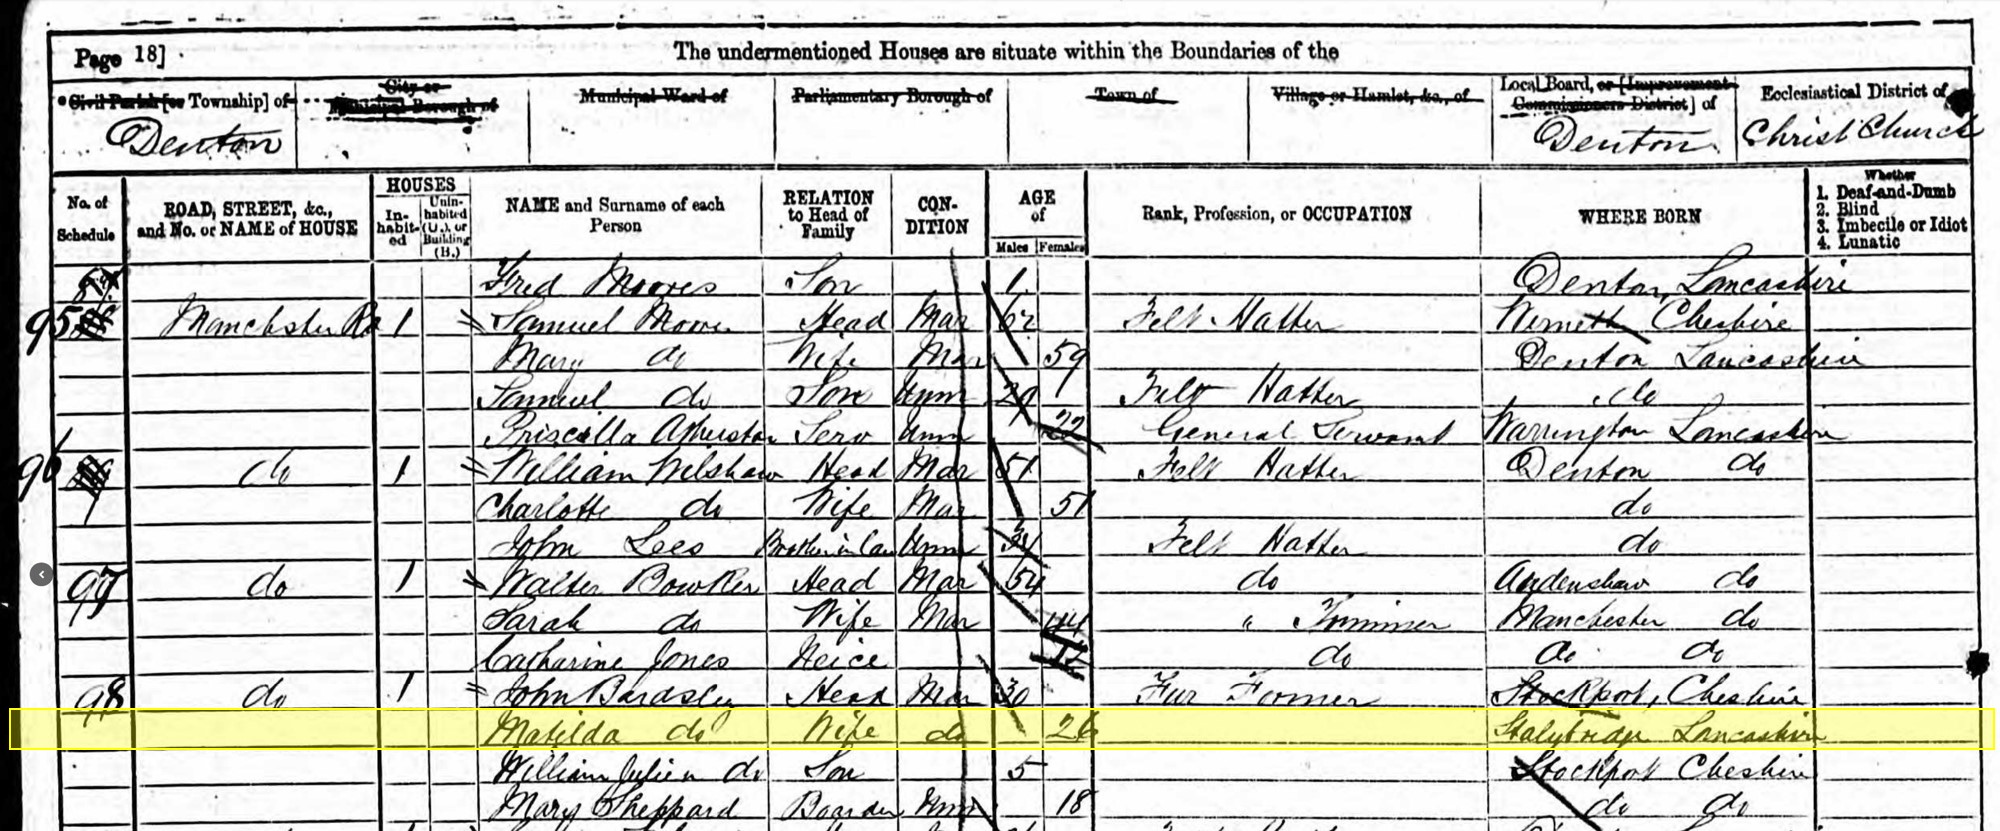 Page 18] The undermentioned Houses are situate within the Boundaries of the
Civil Parish [or Township] of City or Municipal Borough of Municipal Ward of Parliamentary Borough of Town of Village or Hamlet, &c., of Local Board, or [Improvement Commissioners District] of Ecclesiastical District of
Denton Denton Christ Church
No. of Schedule ROAD, STREET, &c., and No. or NAME of HOUSE HOUSES In-habit-ed Unin-habited (U.), or Building (B.) NAME and Surname of each Person RELATION to Head of Family CON-DITION AGE of Males Females Rank, Profession, or OCCUPATION WHERE BORN Whether 1. Deaf-and-Dumb 2. Blind 3. Imbecile or Idiot 4. Lunatic
Fred Moores Son 1 Denton, Lancashire
95 Manchester Rd 1 Samuel Moores Head Mar 62 Felt Hatter Werneth Cheshire
Mary do Wife Mar 59 Denton Lancashire
Samuel do Son Unm 29 Felt Hatter do
Priscilla Serv Unm 22 General Servant Warrington Lancashire
96 do 1 William Welshaw Head Mar 51 Felt Hatter Denton do
Charlotte do Wife Mar 51 do
John Lees Brother in law Unm 34 Felt Hatter do
97 do 1 Walter Bowker Head Mar 54 do Audenshaw do
Sarah do Wife Mar 44 " Trimmer Manchester do
Catharine Jones Neice 12 do do do
98 do 1 John Bardsley Head Mar 30 Fur Former Stockport, Cheshire
Matilda do Wife do 26 Stalybridge Lancashire
William Julien do Son 5 Stockport Cheshire
Mary Sheppard Boarder Unm 18 do do